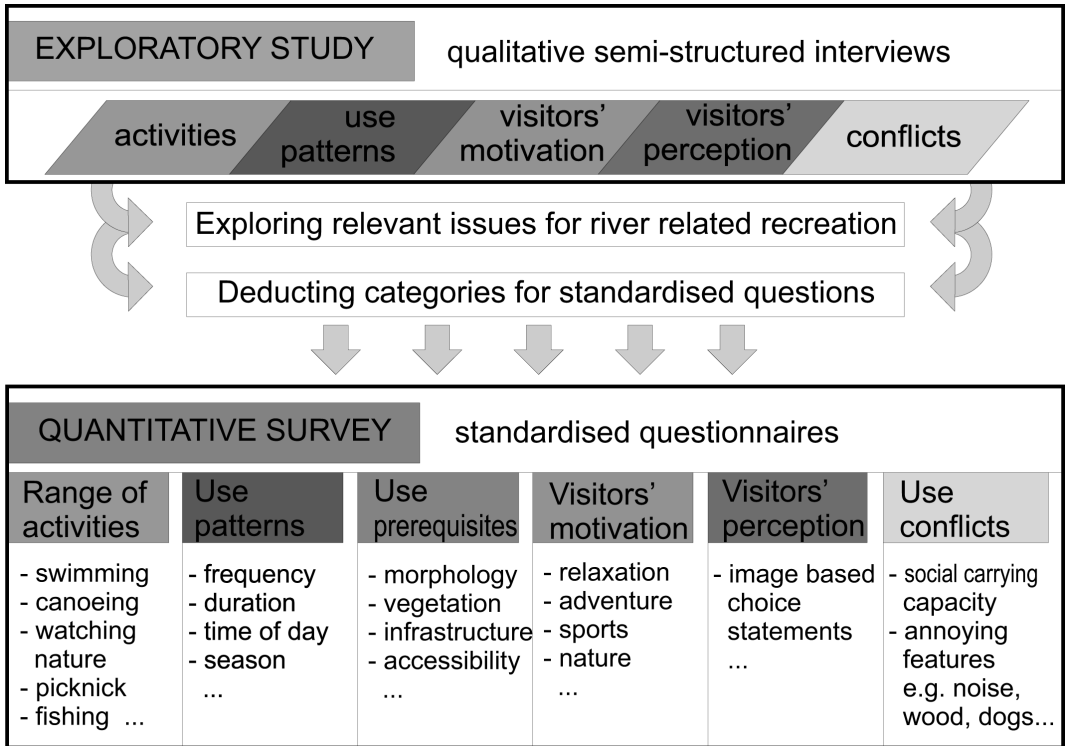 EXPLORATORY STUDY
qualitative semi-structured interviews
activities
use
patterns
visitors'
motivation
visitors'
perception
conflicts
Exploring relevant issues for river related recreation
Deducting categories for standardised questions
QUANTITATIVE SURVEY
standardised questionnaires
Range of
activities
- swimming
- canoeing
- watching
nature
- picknick
- fishing ...
Use
patterns
- frequency
- duration
- time of day
- season
...
Use
prerequisites
- morphology
- vegetation
- infrastructure
- accessibility
...
Visitors'
motivation
- relaxation
- adventure
- sports
- nature
...
Visitors'
perception
- image based
choice
statements
...
Use
conflicts
- social carrying
capacity
- annoying
features
e.g. noise,
wood, dogs...